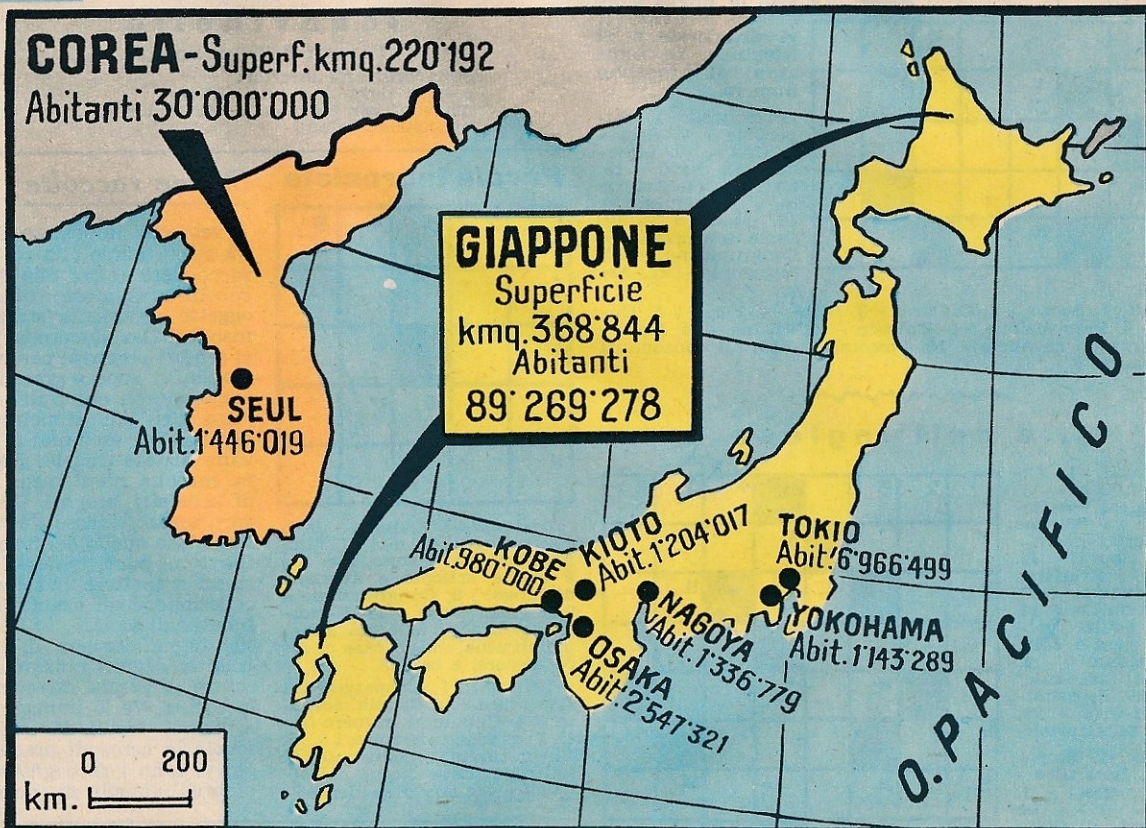 COREA-Superf. kmq. 220'192
Abitanti 30'000'000
GIAPPONE
Superficie
kmq. 368'844
Abitanti
89'269'278
SEUL
Abit. 1'446'019
KOBE
Abit. 980'000
KIOTO
Abit. 1'204'017
TOKIO
Abit. 6'966'499
NAGOYA
Abit. 1'336'779
YOKOHAMA
Abit. 1'143'289
OSAKA
Abit. 2'547'321
O. PACIFICO
0 200
km.